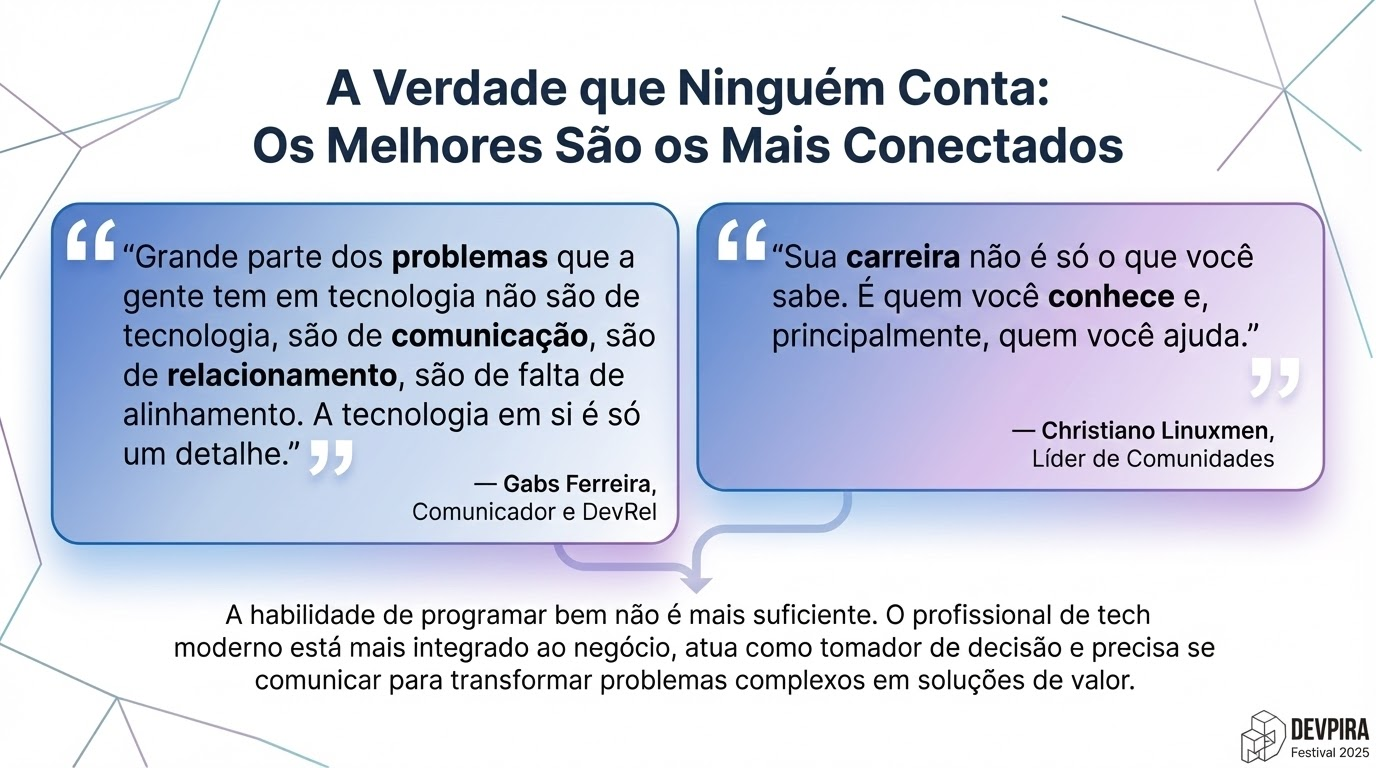 A Verdade que Ninguém Conta:
Os Melhores São os Mais Conectados
“Grande parte dos problemas que a
gente tem em tecnologia não são de
tecnologia, são de comunicação, são
de relacionamento, são de falta de
alinhamento. A tecnologia em si é só
um detalhe.”
— Gabs Ferreira,
Comunicador e DevRel
“Sua carreira não é só o que você
sabe. É quem você conhece e,
principalmente, quem você ajuda.”
— Christiano Linuxmen,
Líder de Comunidades
A habilidade de programar bem não é mais suficiente. O profissional de tech
moderno está mais integrado ao negócio, atua como tomador de decisão e precisa se
comunicar para transformar problemas complexos em soluções de valor.
DEVPIRA
Festival 2025